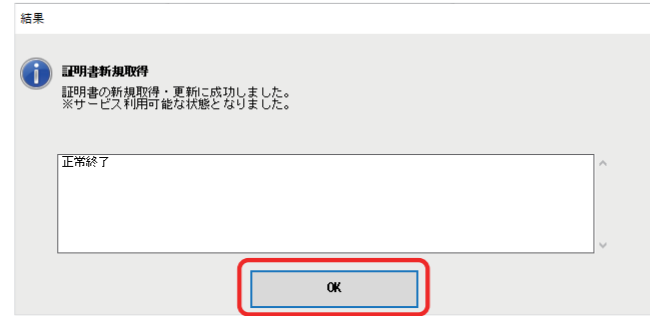 結果
証明書新規取得
証明書の新規取得・更新に成功しました。
※サービス利用可能な状態となりました。
正常終了
OK